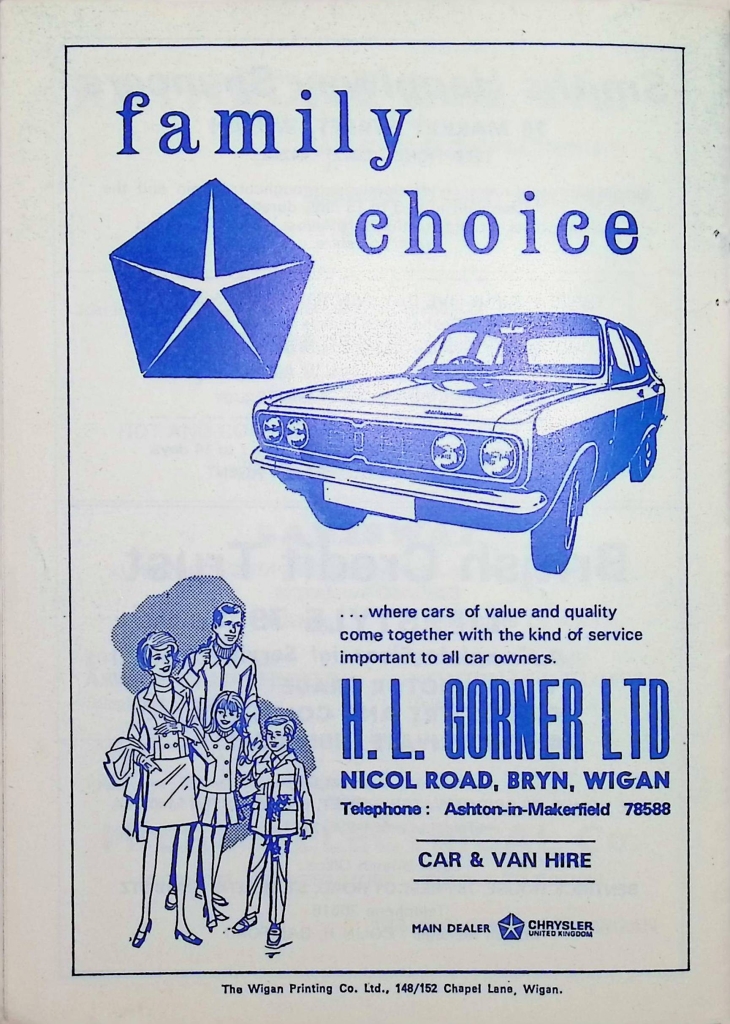 family
choice
....where cars of value and quality
come together with the kind of service
important to all car owners.
H. L. GORNER LTD
NICOL ROAD, BRYN, WIGAN
Telephone: Ashton-in-Makerfield 78588
CAR & VAN HIRE
MAIN DEALER CHRYSLER
UNITED KINGDOM
The Wigan Printing Co. Ltd., 148/152 Chapel Lane, Wigan.